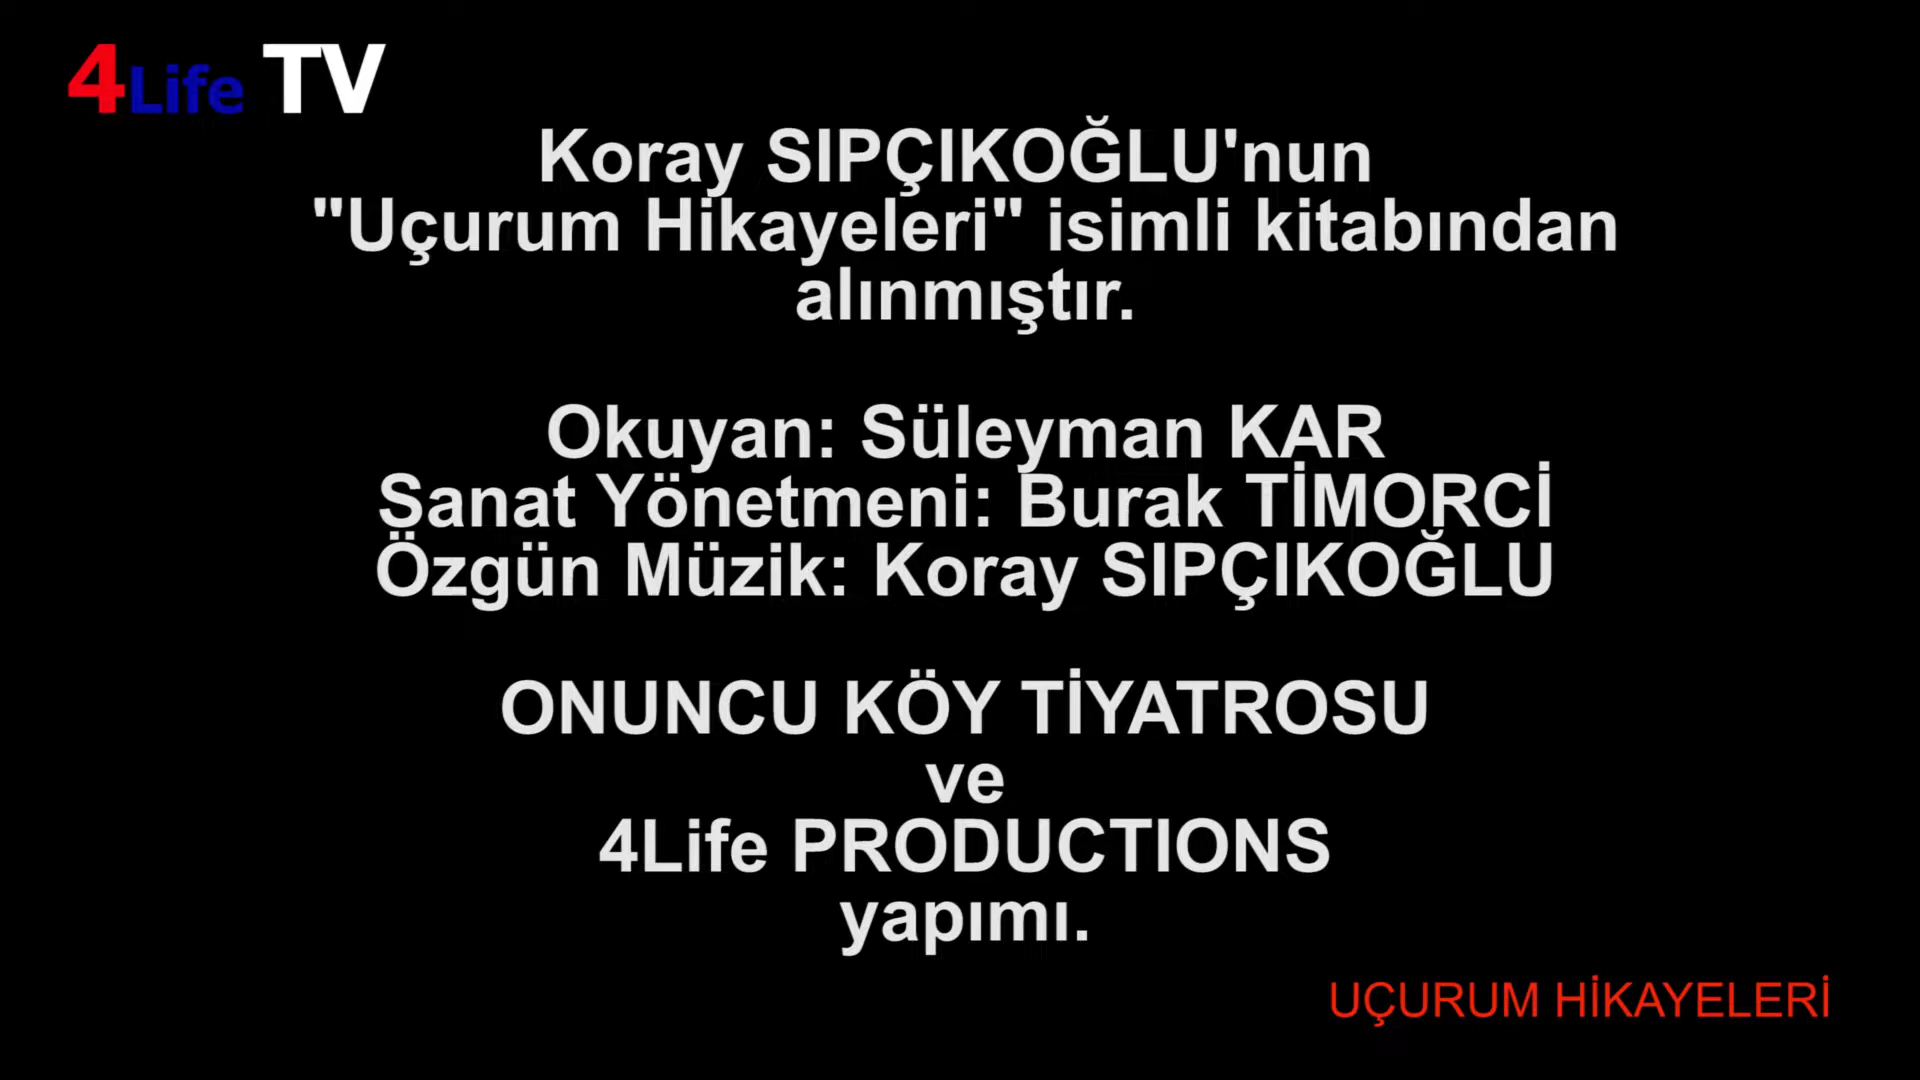 4Life TV
Koray SIPÇIKOĞLU'nun
"Uçurum Hikayeleri" isimli kitabından
alınmıştır.
Okuyan: Süleyman KAR
Sanat Yönetmeni: Burak TİMORCİ
Özgün Müzik: Koray SIPÇIKOĞLU
ONUNCU KÖY TİYATROSU
ve
4Life PRODUCTIONS
yapımı.
UÇURUM HİKAYELERİ